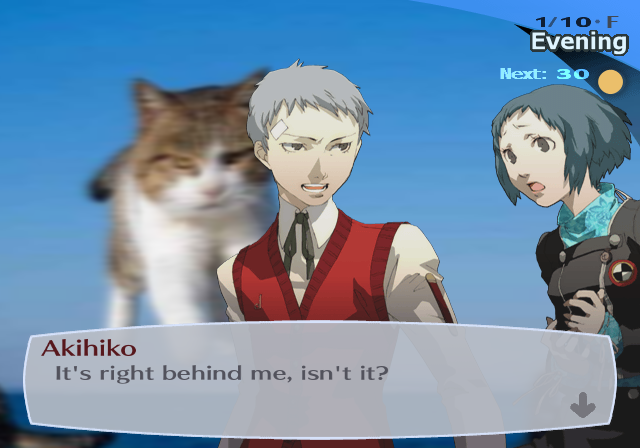 1/10・F
Evening
Next: 30
Akihiko
It's right behind me, isn't it?